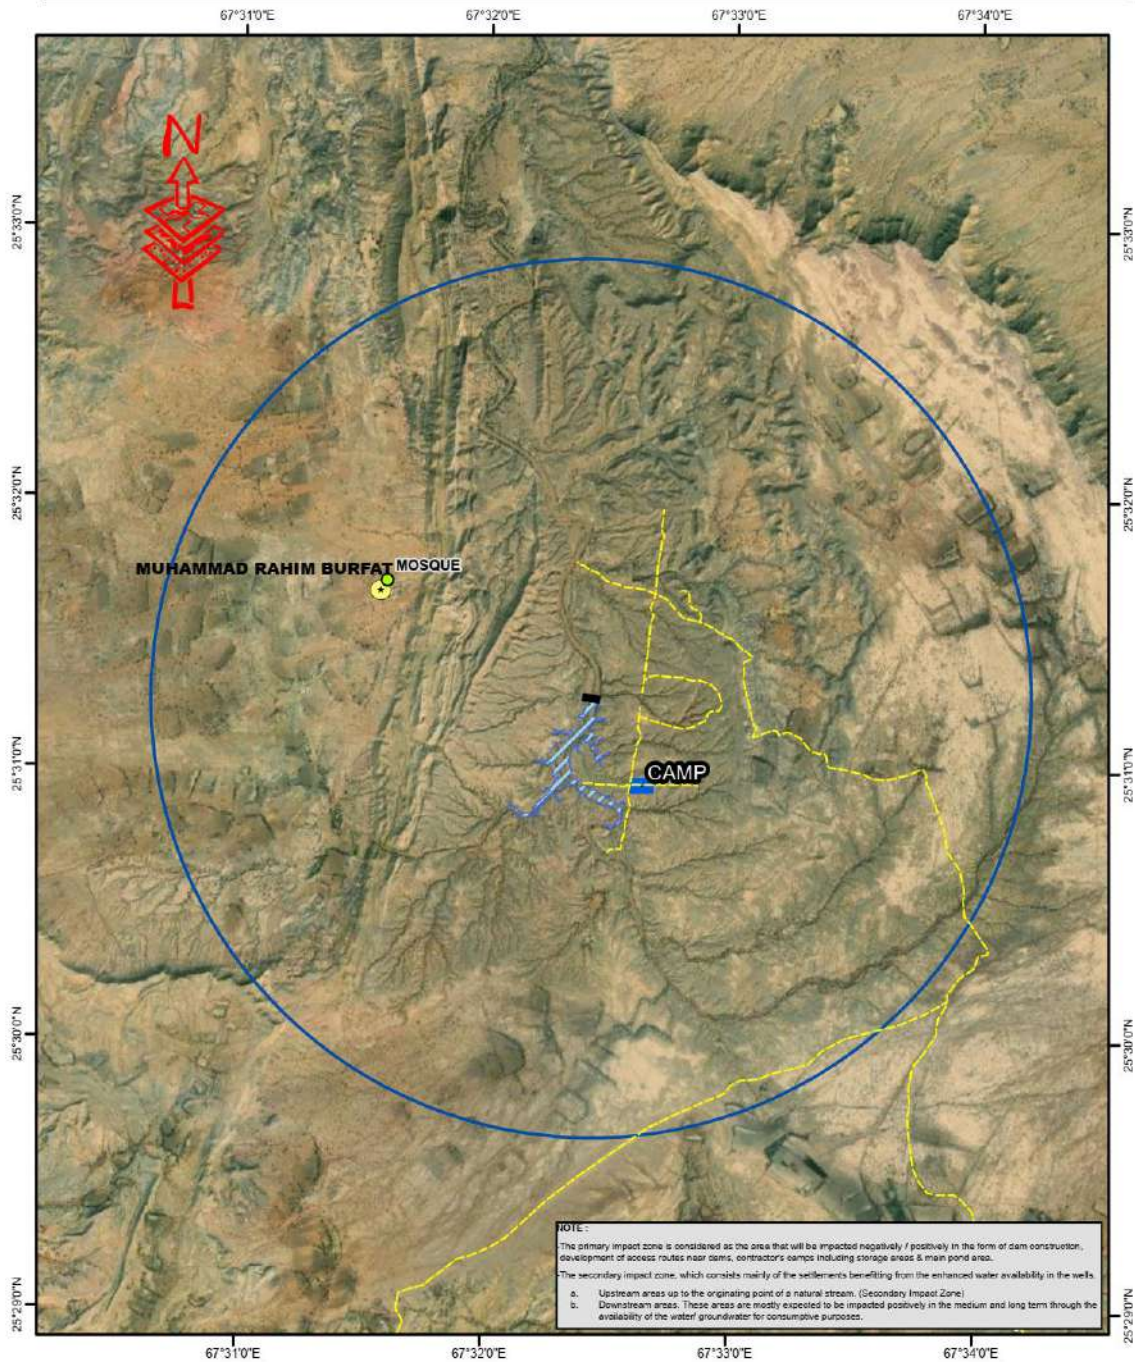 67°31'0"E
67°32'0"E
67°33'0"E
67°34'0"E
N
25°33'0"N
25°33'0"N
25°32'0"N
25°32'0"N
MUHAMMAD RAHIM BURFAT
MOSQUE
CAMP
25°31'0"N
25°31'0"N
25°30'0"N
25°30'0"N
NOTE :
-The primary impact zone is considered as the area that will be impacted negatively / positively in the form of dam construction,
development of access routes near dams, contractor's camps including storage areas & main pond area.
-The secondary impact zone, which consists mainly of the settlements benefitting from the enhanced water availability in the wells.
a. Upstream areas up to the originating point of a natural stream. (Secondary Impact Zone)
b. Downstream areas. These areas are mostly expected to be impacted positively in the medium and long term through the
availability of the water/ groundwater for consumptive purposes.
25°29'0"N
25°29'0"N
67°31'0"E
67°32'0"E
67°33'0"E
67°34'0"E